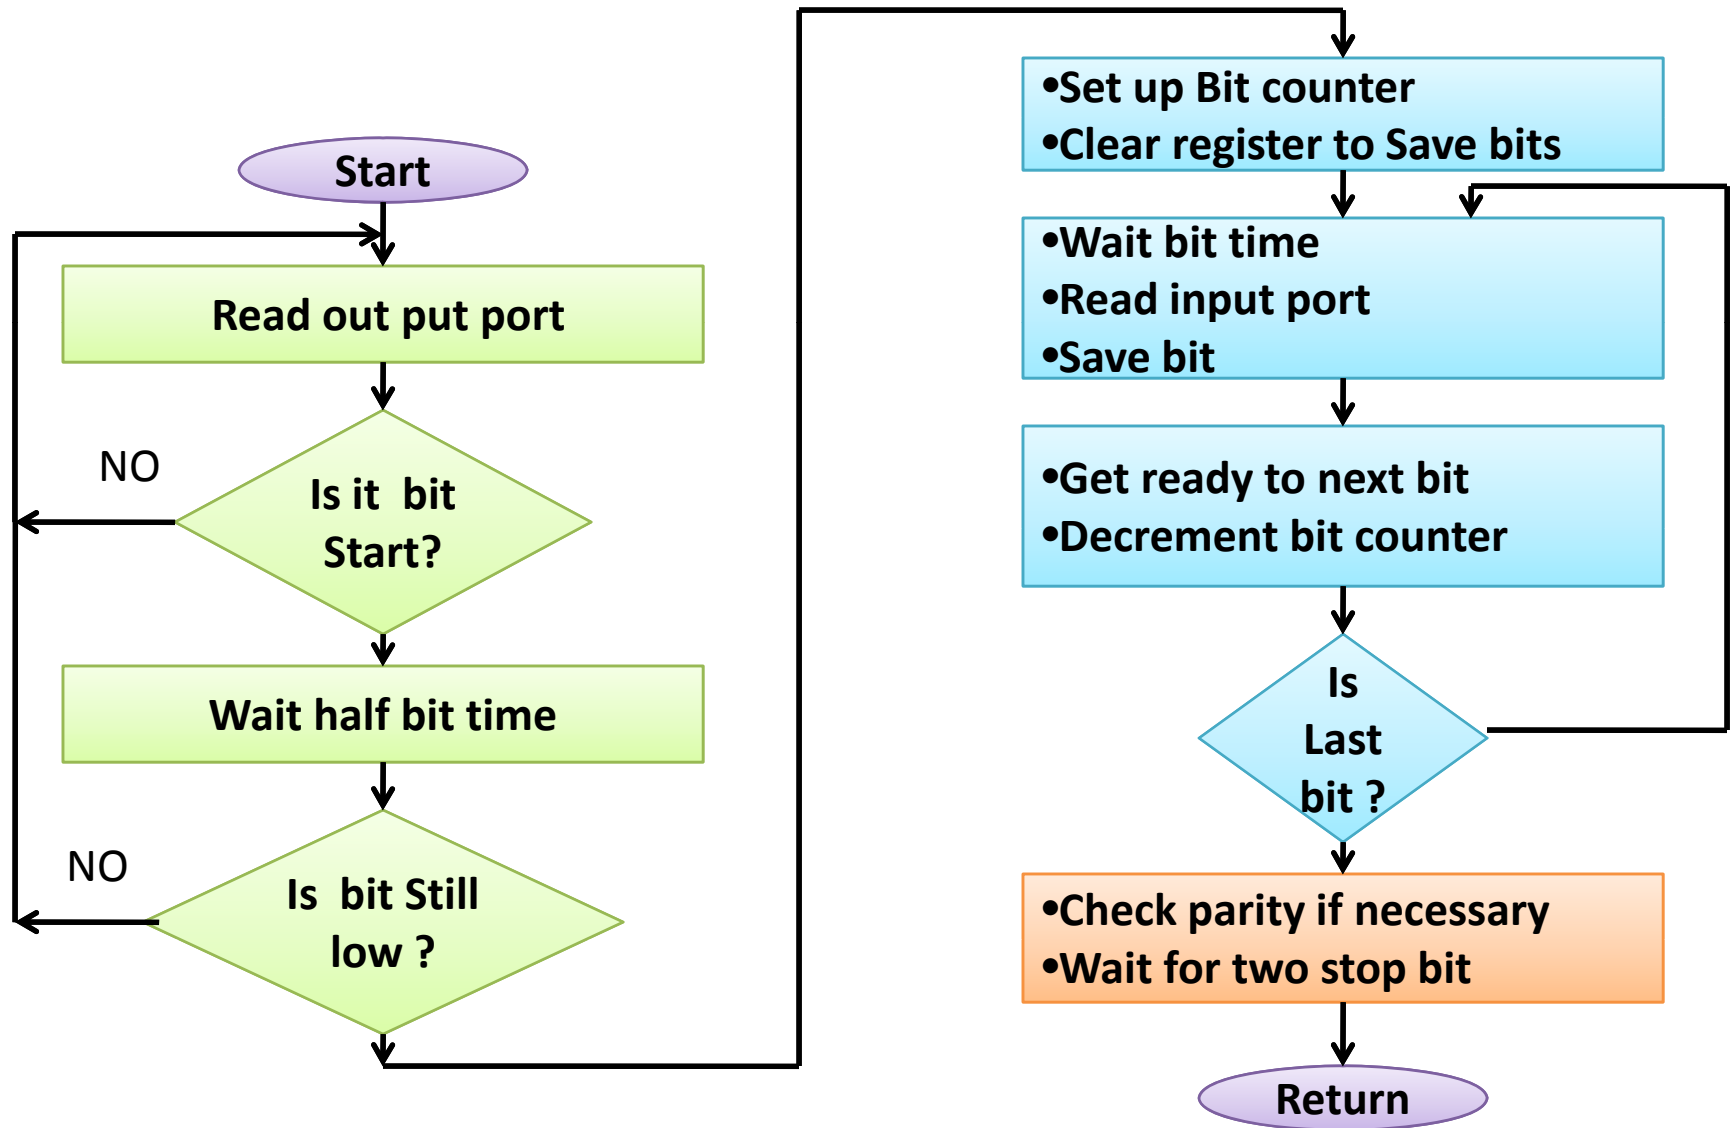 Start
Read out put port
NO
Is it  bit
Start?
Wait half bit time
NO
Is  bit Still
low ?
•Set up Bit counter
•Clear register to Save bits
•Wait bit time
•Read input port
•Save bit
•Get ready to next bit
•Decrement bit counter
Is
Last
bit ?
•Check parity if necessary
•Wait for two stop bit
Return